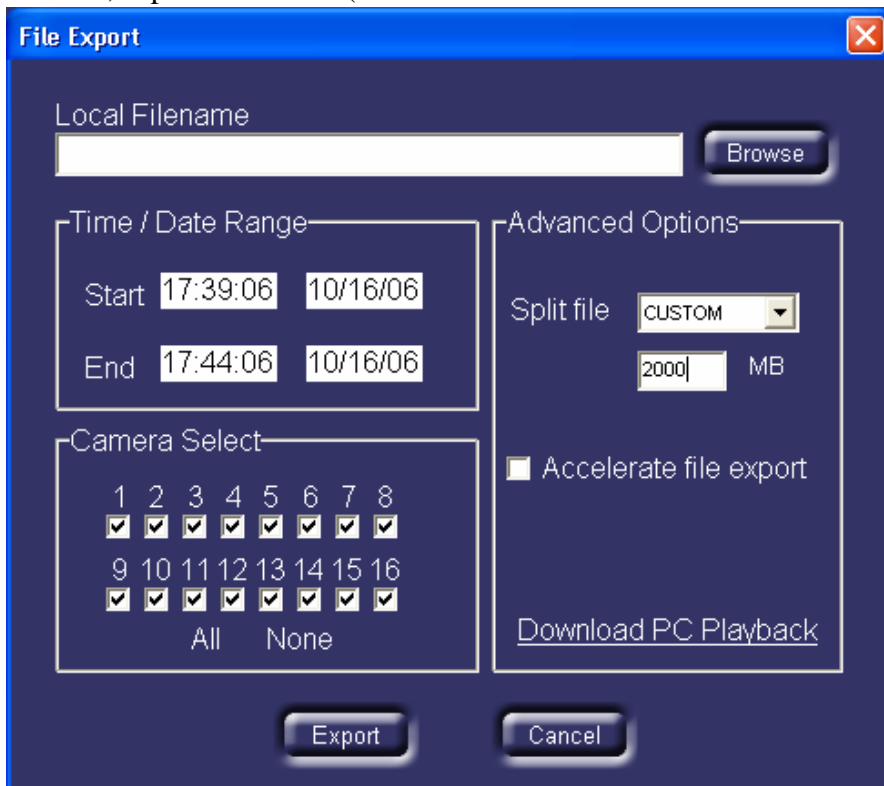 File Export
Local Filename
Browse
Time / Date Range
Start 17:39:06 10/16/06
End 17:44:06 10/16/06
Camera Select
1 2 3 4 5 6 7 8
9 10 11 12 13 14 15 16
All None
Advanced Options
Split file CUSTOM
2000 MB
Accelerate file export
Download PC Playback
Export Cancel